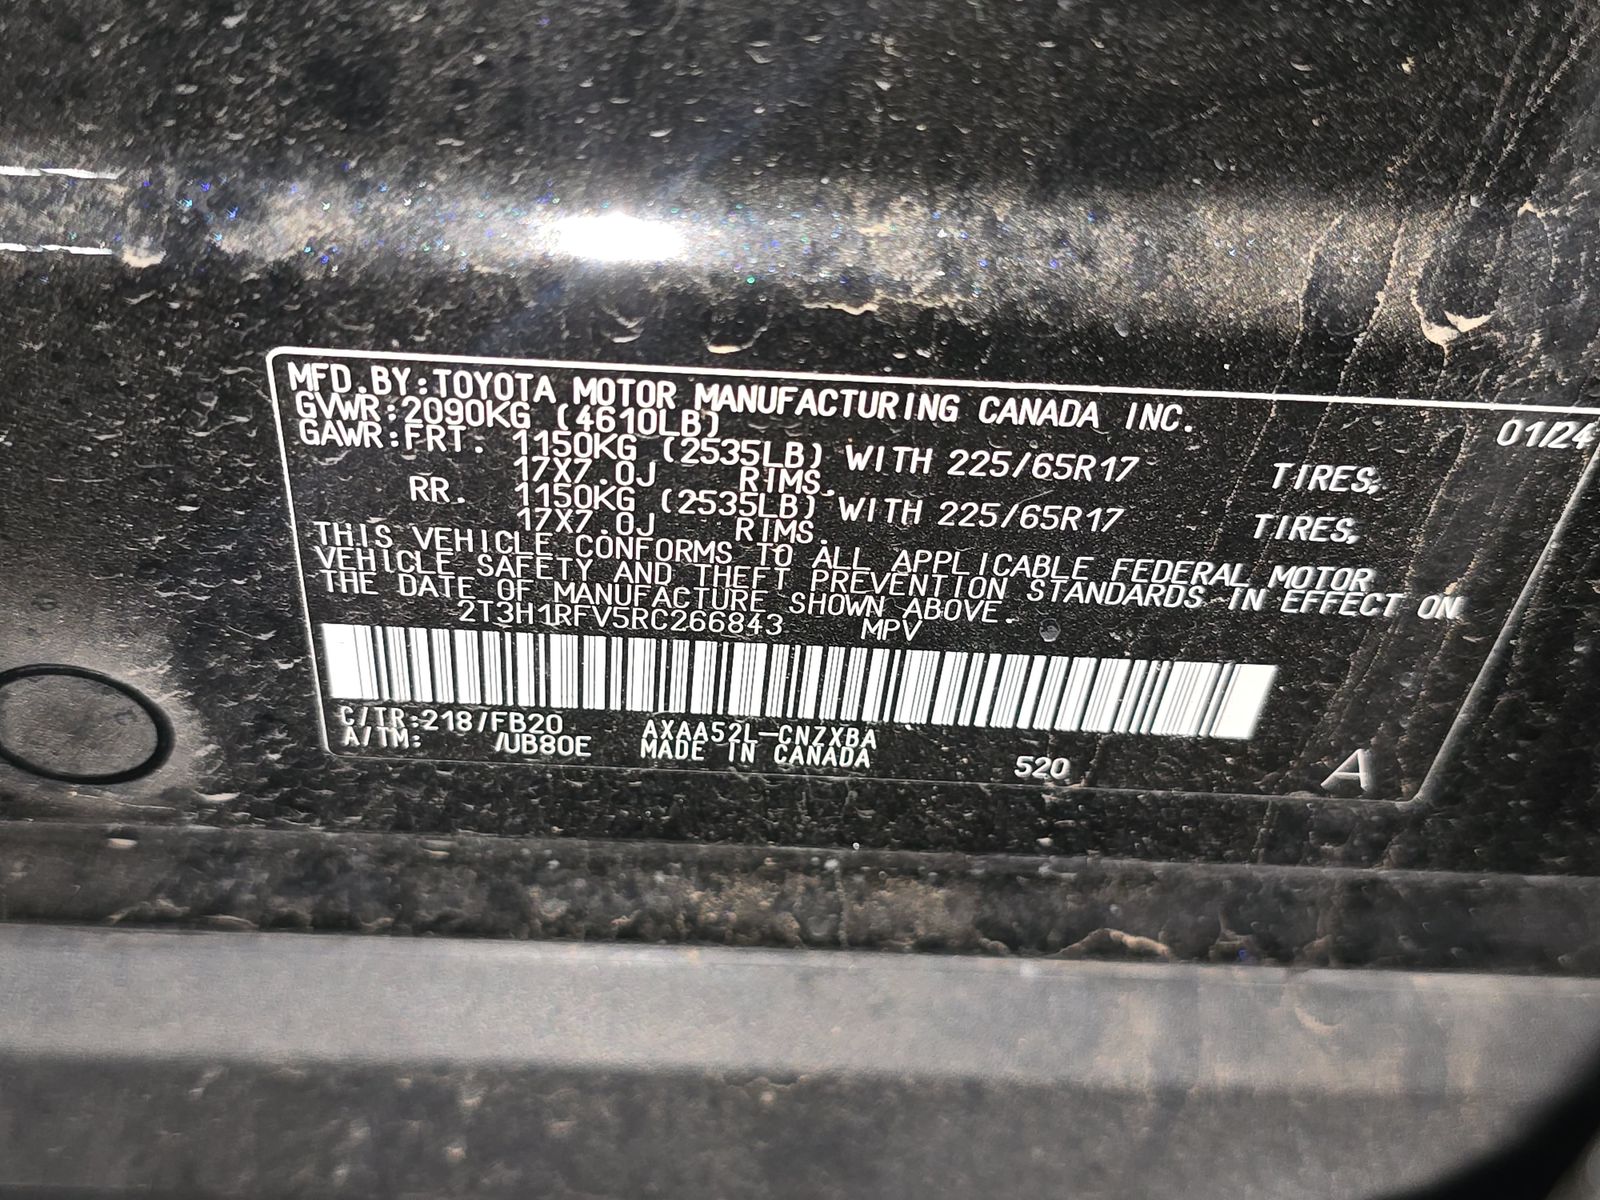 MFD.BY:TOYOTA MOTOR MANUFACTURING CANADA INC. 01/24
GVWR:2090KG (4610LB)
GAWR:FRT. 1150KG (2535LB) WITH 225/65R17 TIRES,
17X7.0J RIMS,
RR. 1150KG (2535LB) WITH 225/65R17 TIRES,
17X7.0J RIMS.
THIS VEHICLE CONFORMS TO ALL APPLICABLE FEDERAL MOTOR
VEHICLE SAFETY AND THEFT PREVENTION STANDARDS IN EFFECT ON
THE DATE OF MANUFACTURE SHOWN ABOVE.
2T3H1RFV5RC266843 MPV
C/TR:218/FB20 AXAA52L-CNZXBA
A/TM: /UB80E MADE IN CANADA
520 A